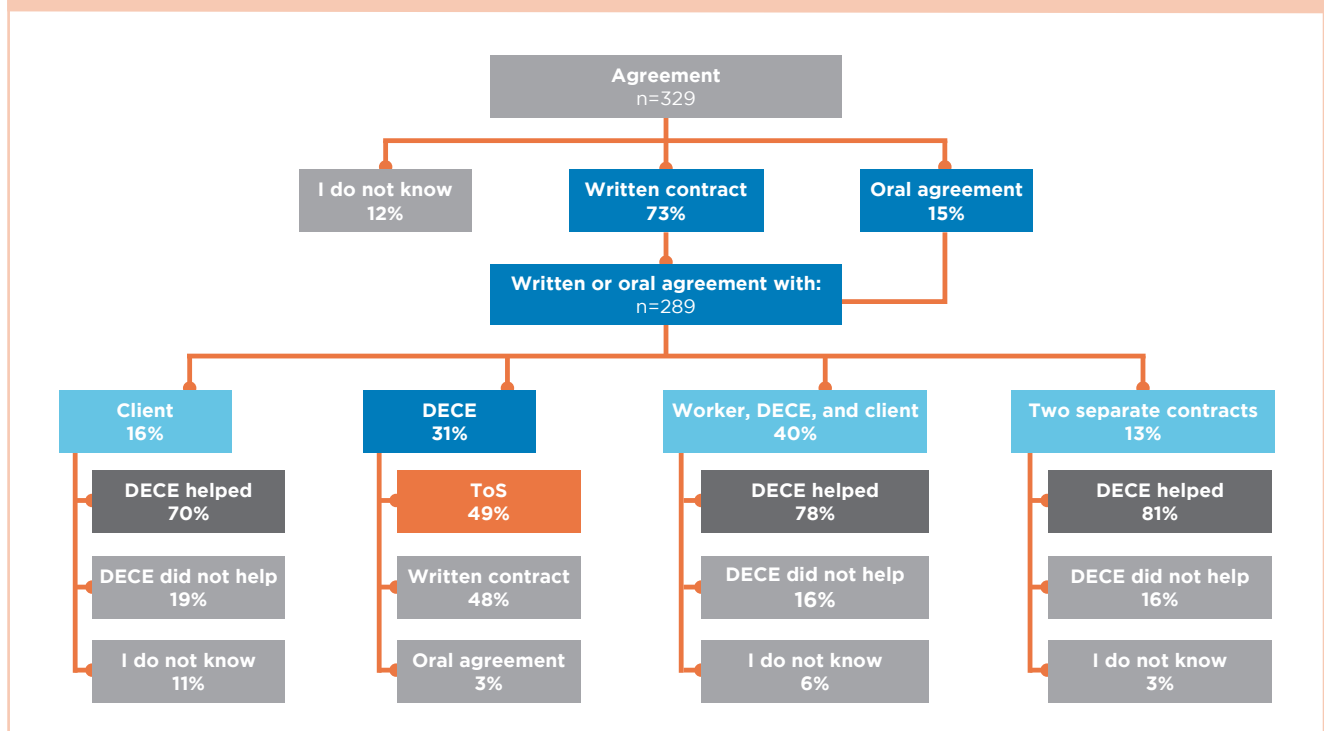 Agreement
n=329
I do not know
12%
Written contract
73%
Oral agreement
15%
Written or oral agreement with:
n=289
Client
16%
DECE helped
70%
DECE did not help
19%
I do not know
11%
DECE
31%
ToS
49%
Written contract
48%
Oral agreement
3%
Worker, DECE, and client
40%
DECE helped
78%
DECE did not help
16%
I do not know
6%
Two separate contracts
13%
DECE helped
81%
DECE did not help
16%
I do not know
3%